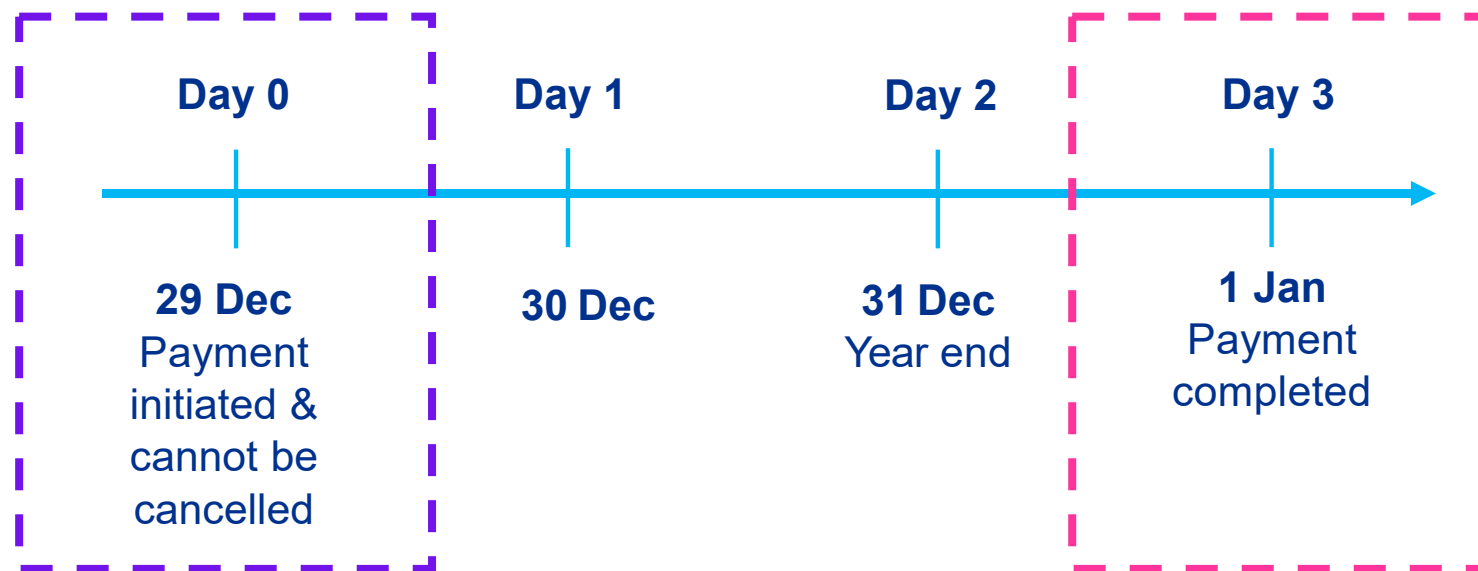 Day 0
Day 1
Day 2
Day 3
29 Dec
Payment
initiated &
cannot be
cancelled
30 Dec
31 Dec
Year end
1 Jan
Payment
completed